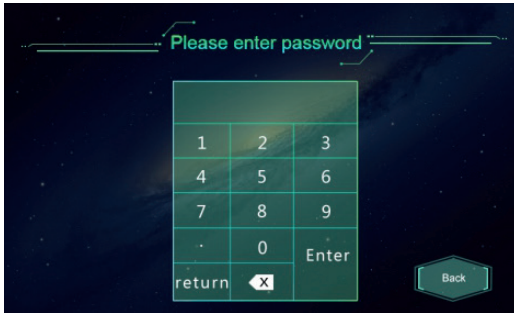 Please enter password
1 2 3
4 5 6
7 8 9
. 0 Enter
return X
Back